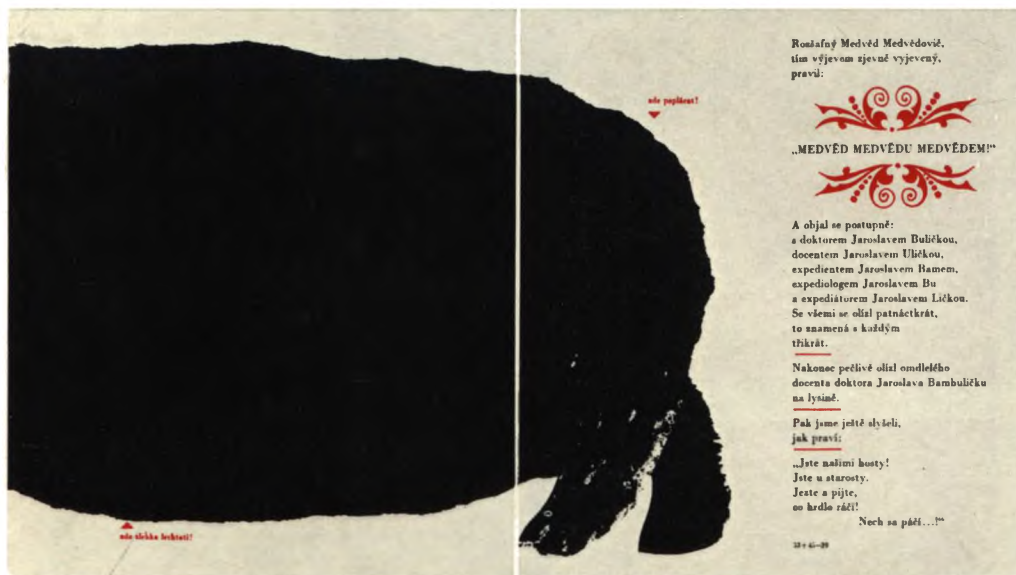 zde poplácat!
zde zlehka lechtati!
Rozšafný Medvěd Medvědovič,
tím výjevem zjevně vyjevený,
pravil:
„MEDVĚD MEDVĚDU MEDVĚDEM!“
A objal se postupně:
s doktorem Jaroslavem Buličkou,
docentem Jaroslavem Uličkou,
expedientem Jaroslavem Bamem,
expediologem Jaroslavem Bu
a expediátorem Jaroslavem Ličkou.
Se všemi se olízl patnáctkrát,
to znamená s každým
třikrát.
Nakonec pečlivě olízl omdlelého
docenta doktora Jaroslava Bambuličku
na lysině.
Pak jsme ještě slyšeli,
jak praví:
„Jste našimi hosty!
Jste u starosty.
Jezte a pijte,
co hrdlo ráčí!
Nech sa páčí...!“